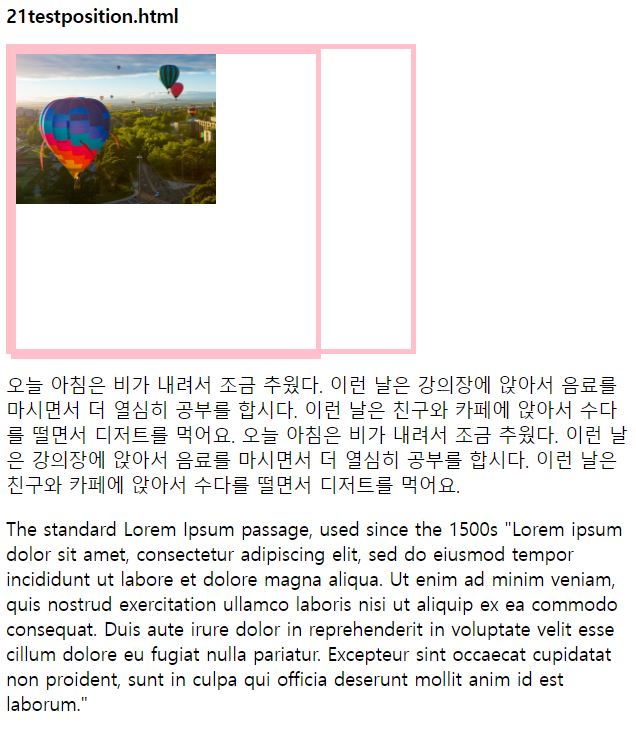 21testposition.html
오늘 아침은 비가 내려서 조금 추웠다. 이런 날은 강의장에 앉아서 음료를
마시면서 더 열심히 공부를 합시다. 이런 날은 친구와 카페에 앉아서 수다
를 떨면서 디저트를 먹어요. 오늘 아침은 비가 내려서 조금 추웠다. 이런 날
은 강의장에 앉아서 음료를 마시면서 더 열심히 공부를 합시다. 이런 날은
친구와 카페에 앉아서 수다를 떨면서 디저트를 먹어요.
The standard Lorem Ipsum passage, used since the 1500s "Lorem ipsum
dolor sit amet, consectetur adipiscing elit, sed do eiusmod tempor
incididunt ut labore et dolore magna aliqua. Ut enim ad minim veniam,
quis nostrud exercitation ullamco laboris nisi ut aliquip ex ea commodo
consequat. Duis aute irure dolor in reprehenderit in voluptate velit esse
cillum dolore eu fugiat nulla pariatur. Excepteur sint occaecat cupidatat
non proident, sunt in culpa qui officia deserunt mollit anim id est
laborum."